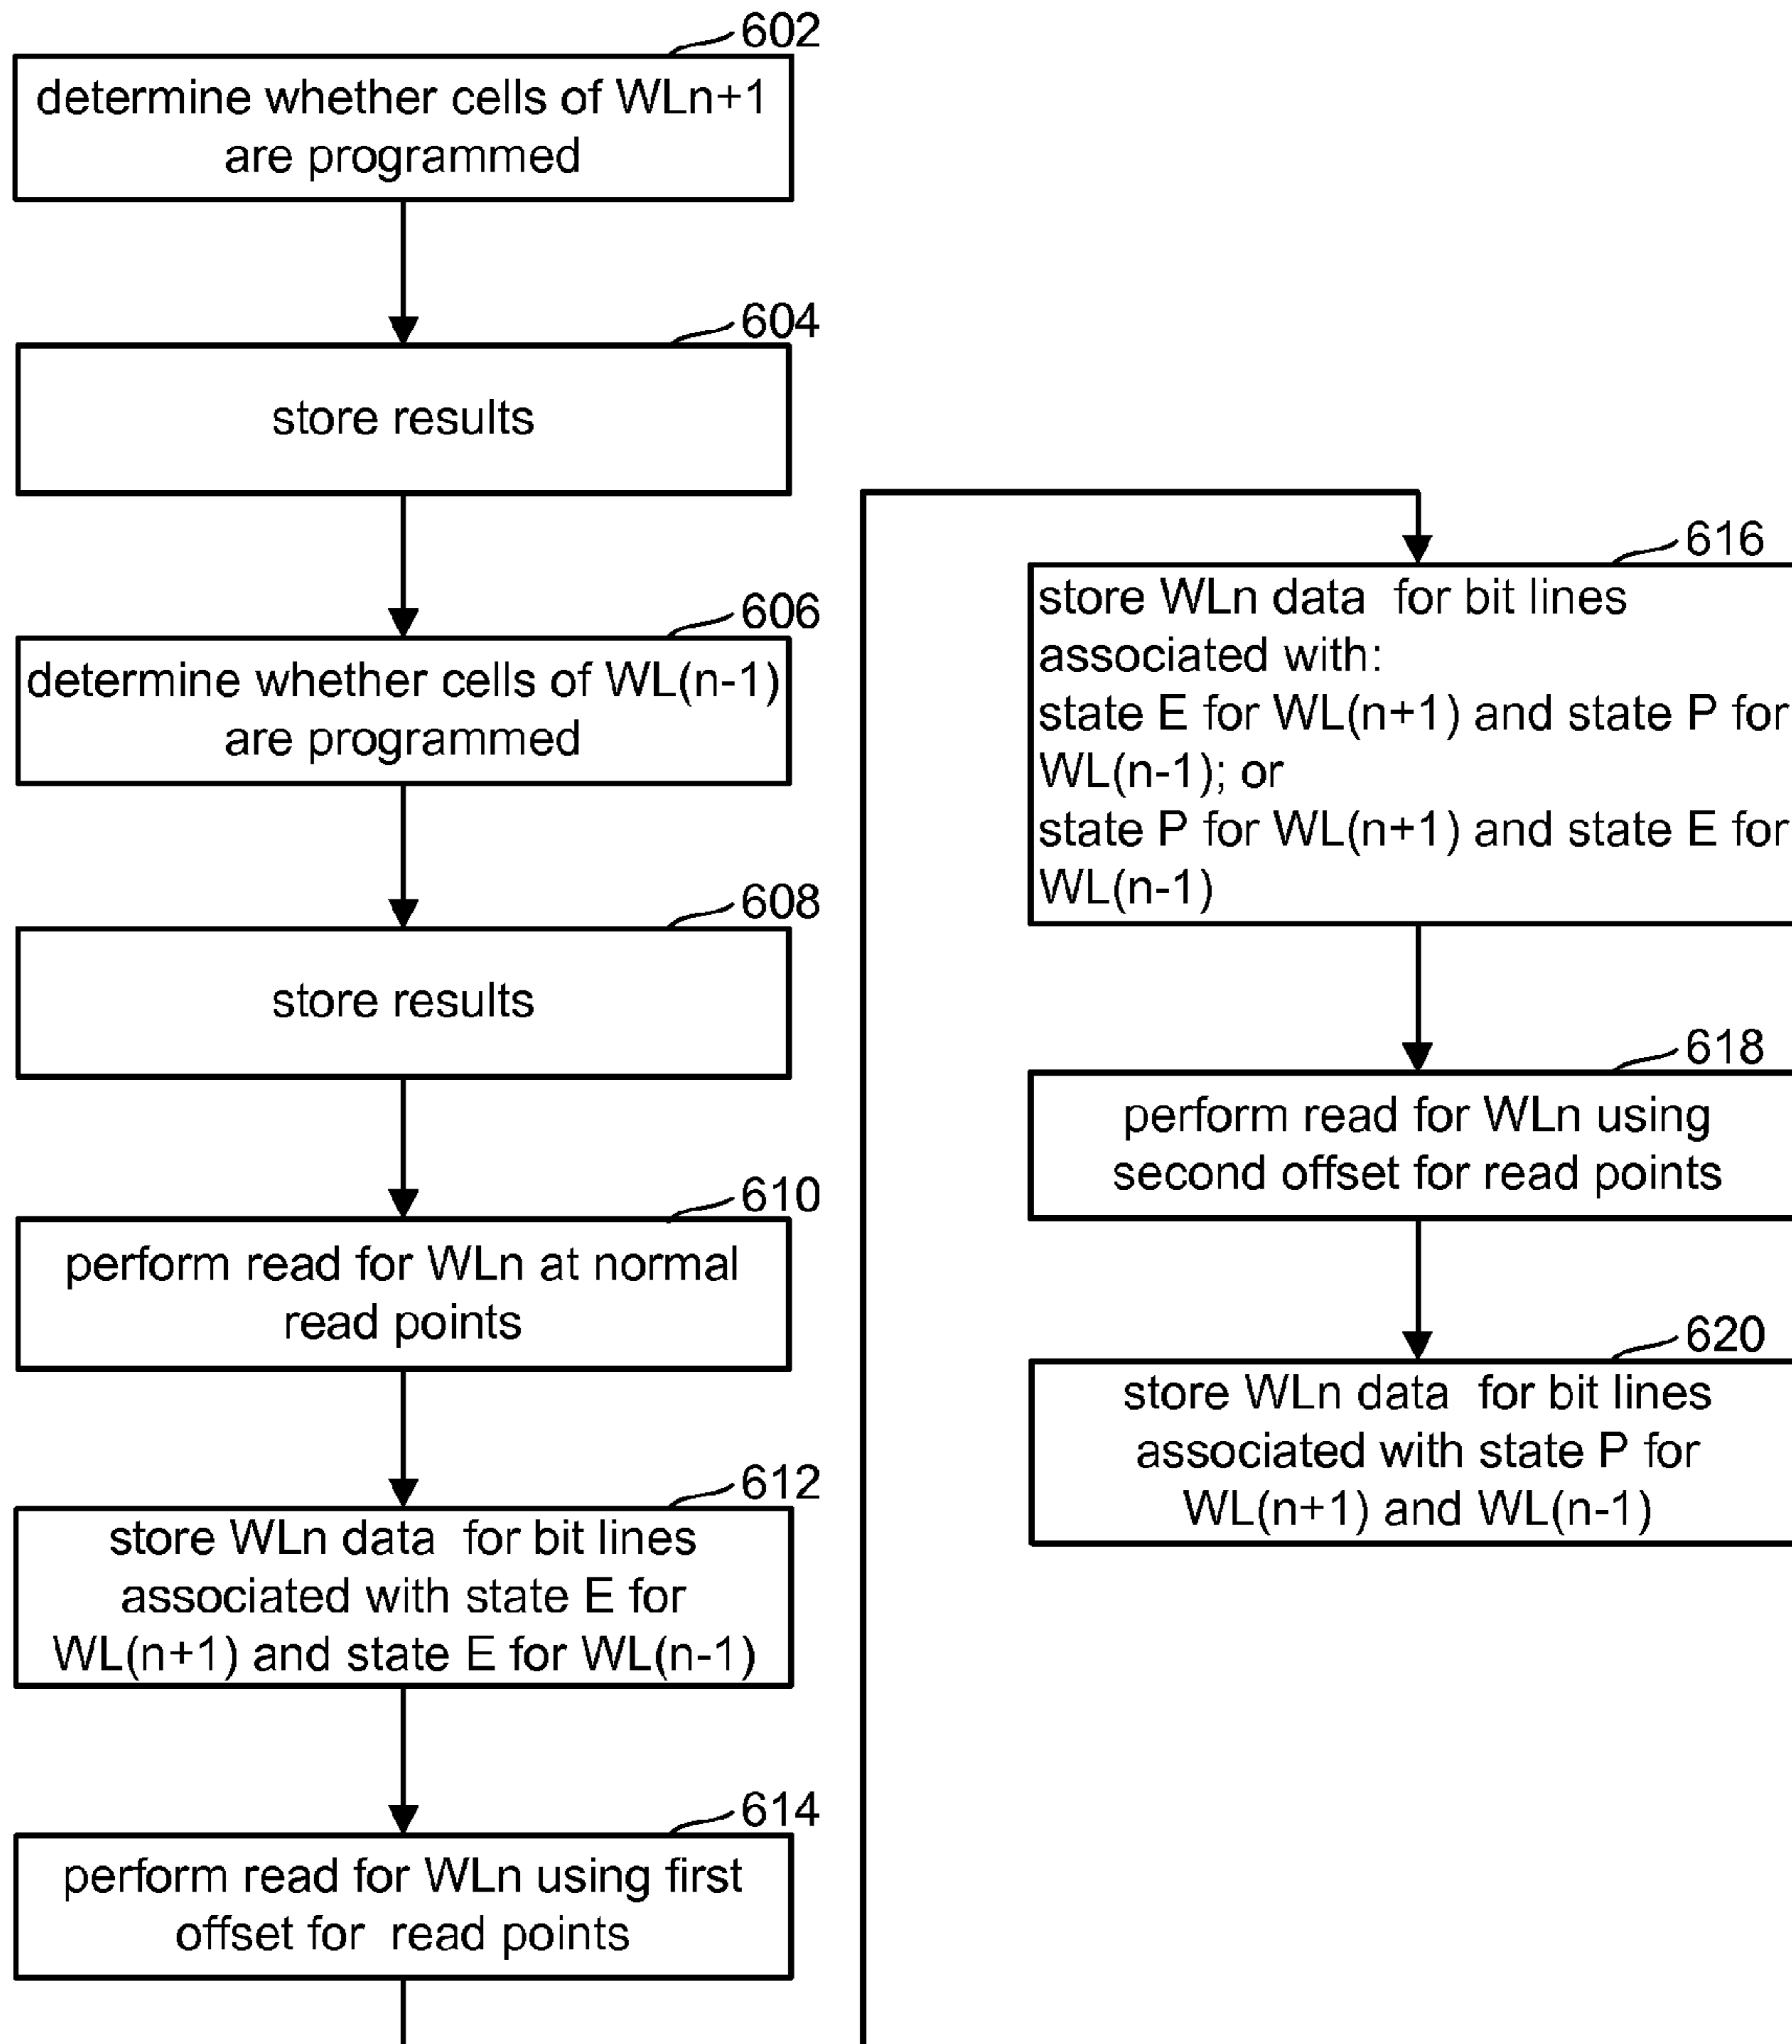 602
determine whether cells of WLn+1
are programmed
604
store results
606
determine whether cells of WL(n-1)
are programmed
608
store results
610
perform read for WLn at normal
read points
612
store WLn data for bit lines
associated with state E for
WL(n+1) and state E for WL(n-1)
614
perform read for WLn using first
offset for read points
616
store WLn data for bit lines
associated with:
state E for WL(n+1) and state P for
WL(n-1); or
state P for WL(n+1) and state E for
WL(n-1)
618
perform read for WLn using
second offset for read points
620
store WLn data for bit lines
associated with state P for
WL(n+1) and WL(n-1)